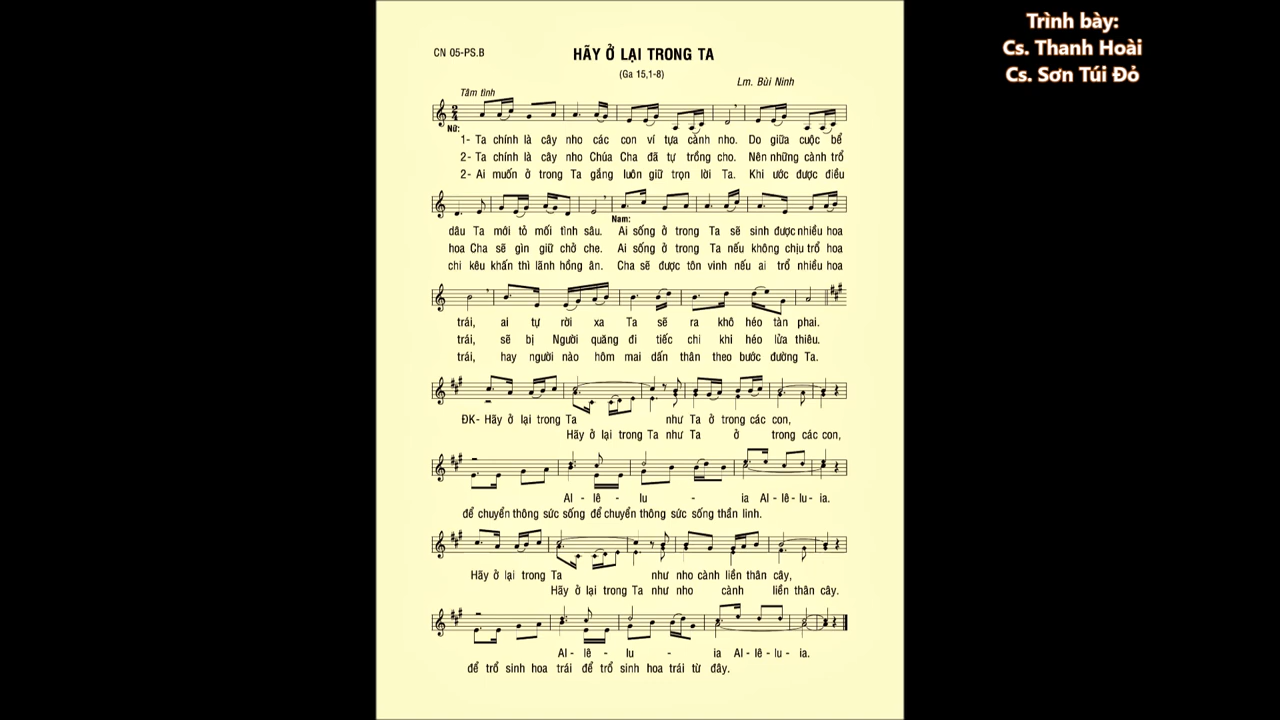 Trình bày:
Cs. Thanh Hoài
Cs. Sơn Túi Đỏ
CN 05-PS.B
HÃY Ở LẠI TRONG TA
(Ga 15,1-8)
Lm. Bùi Ninh
Tâm tình
Nữ:
1- Ta chính là cây nho các con ví tựa cành nho. Do giữa cuộc bể
2- Ta chính là cây nho Chúa Cha đã tự trồng cho. Nên những cành trổ
2- Ai muốn ở trong Ta gắng luôn giữ trọn lời Ta. Khi ước được điều
Nam:
dâu Ta mới tỏ mối tình sâu. Ai sống ở trong Ta sẽ sinh được nhiều hoa
hoa Cha sẽ gìn giữ chở che. Ai sống ở trong Ta nếu không chịu trổ hoa
chi kêu khấn thì lãnh hồng ân. Cha sẽ được tôn vinh nếu ai trổ nhiều hoa
trái, ai tự rời xa Ta sẽ ra khô héo tàn phai.
trái, sẽ bị Người quăng đi tiếc chi khi héo lửa thiêu.
trái, hay người nào hôm mai dấn thân theo bước đường Ta.
ĐK- Hãy ở lại trong Ta như Ta ở trong các con,
Hãy ở lại trong Ta như Ta ở trong các con,
Al - lê - lu - ia Al- lê- lu- ia.
để chuyển thông sức sống để chuyển thông sức sống thần linh.
Hãy ở lại trong Ta như nho cành liền thân cây,
Hãy ở lại trong Ta như nho cành liền thân cây.
Al - lê - lu - ia Al - lê - lu - ia.
để trổ sinh hoa trái để trổ sinh hoa trái từ đây.